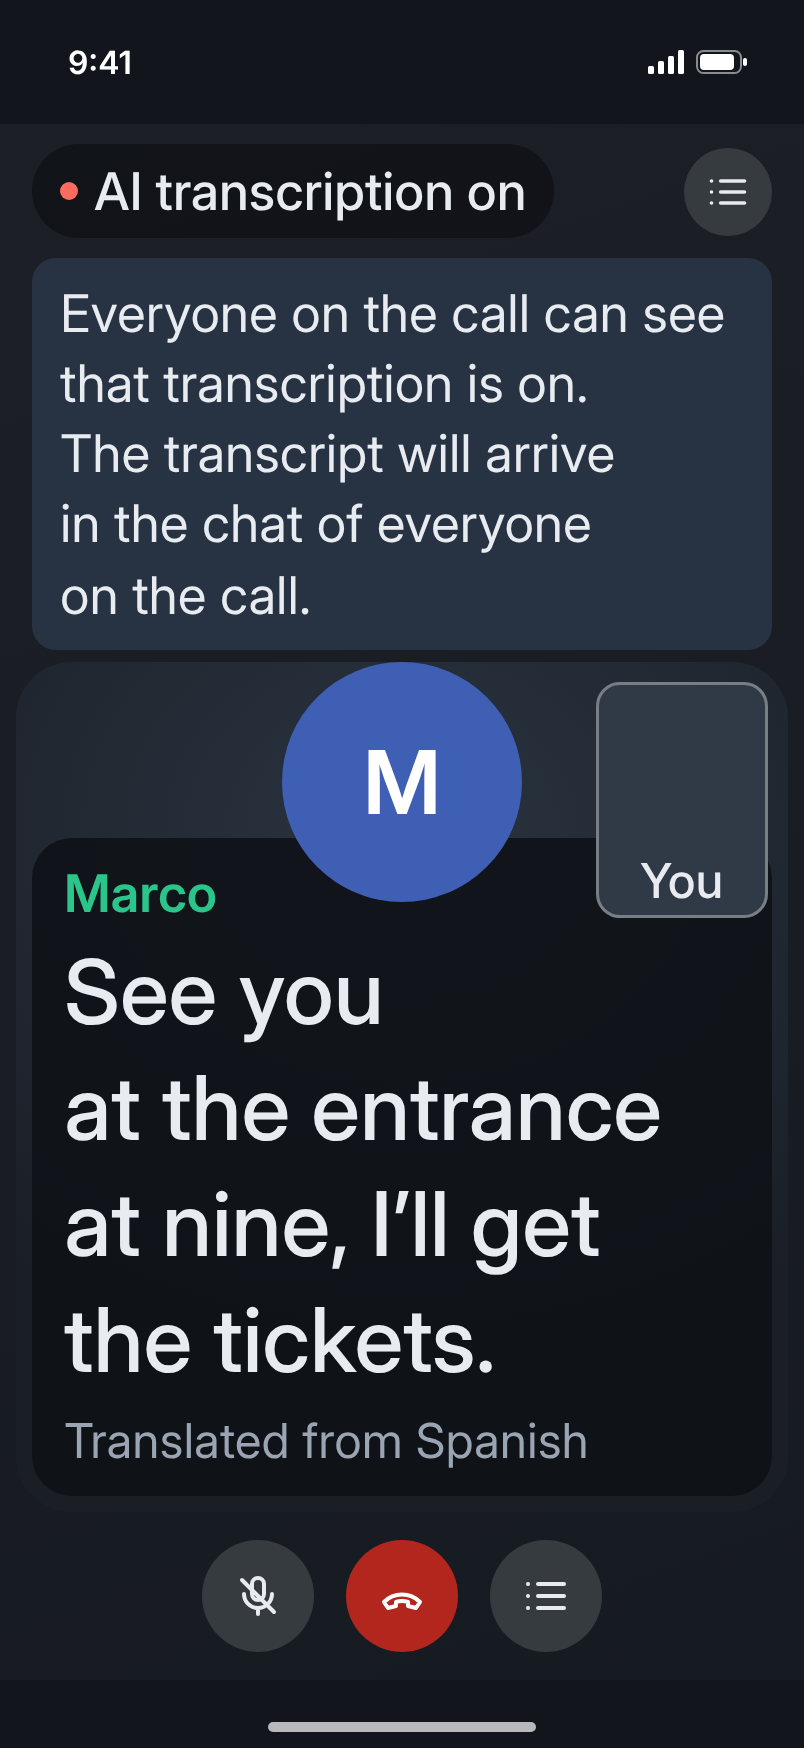 9:41
AI transcription on
Everyone on the call can see
that transcription is on.
The transcript will arrive
in the chat of everyone
on the call.
M
You
Marco
See you
at the entrance
at nine, I’ll get
the tickets.
Translated from Spanish